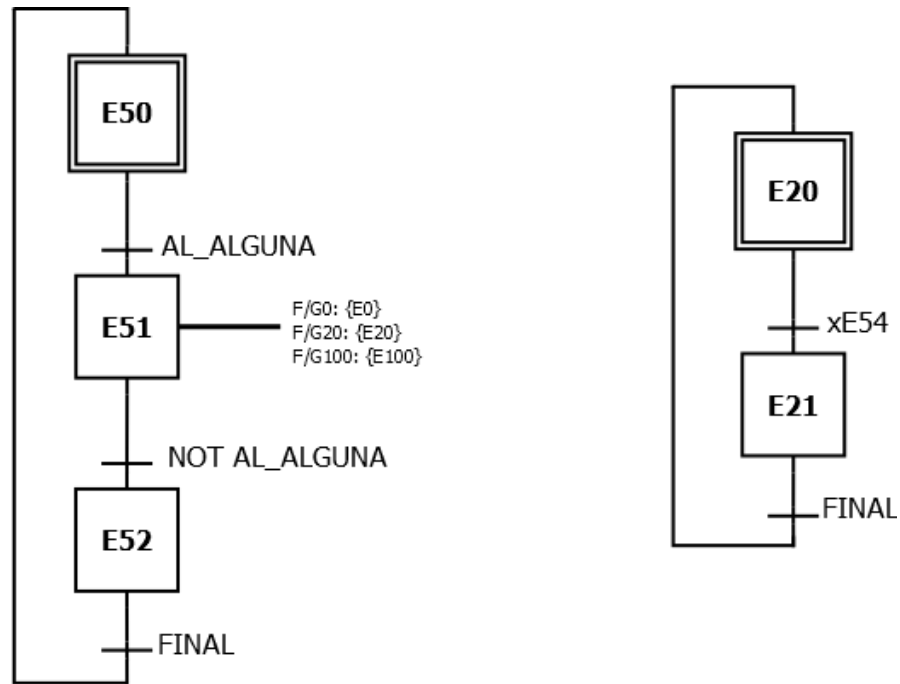 E50
AL_ALGUNA
E51
F/G0: {E0}
F/G20: {E20}
F/G100: {E100}
NOT AL_ALGUNA
E52
FINAL
E20
xE54
E21
FINAL